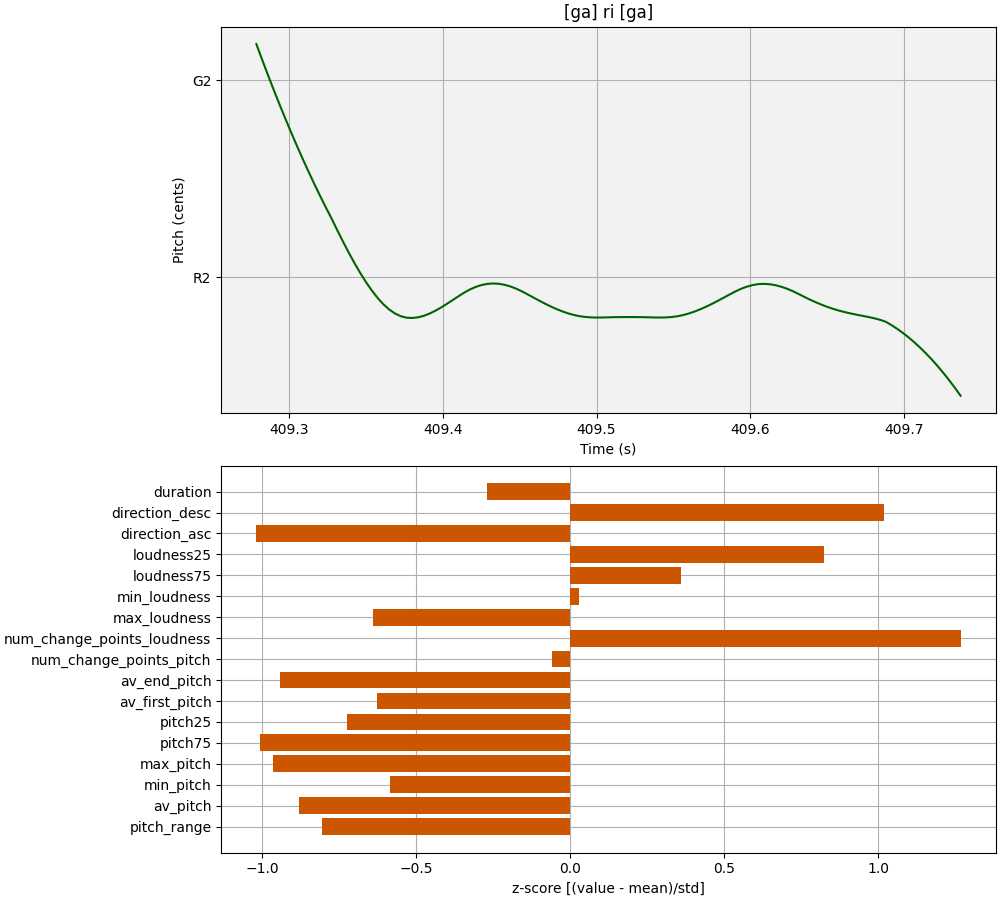 [ga] ri [ga]
G2
R2
Pitch (cents)
409.3 409.4 409.5 409.6 409.7
Time (s)
duration
direction_desc
direction_asc
loudness25
loudness75
min_loudness
max_loudness
num_change_points_loudness
num_change_points_pitch
av_end_pitch
av_first_pitch
pitch25
pitch75
max_pitch
min_pitch
av_pitch
pitch_range
−1.0 −0.5 0.0 0.5 1.0
z-score [(value - mean)/std]